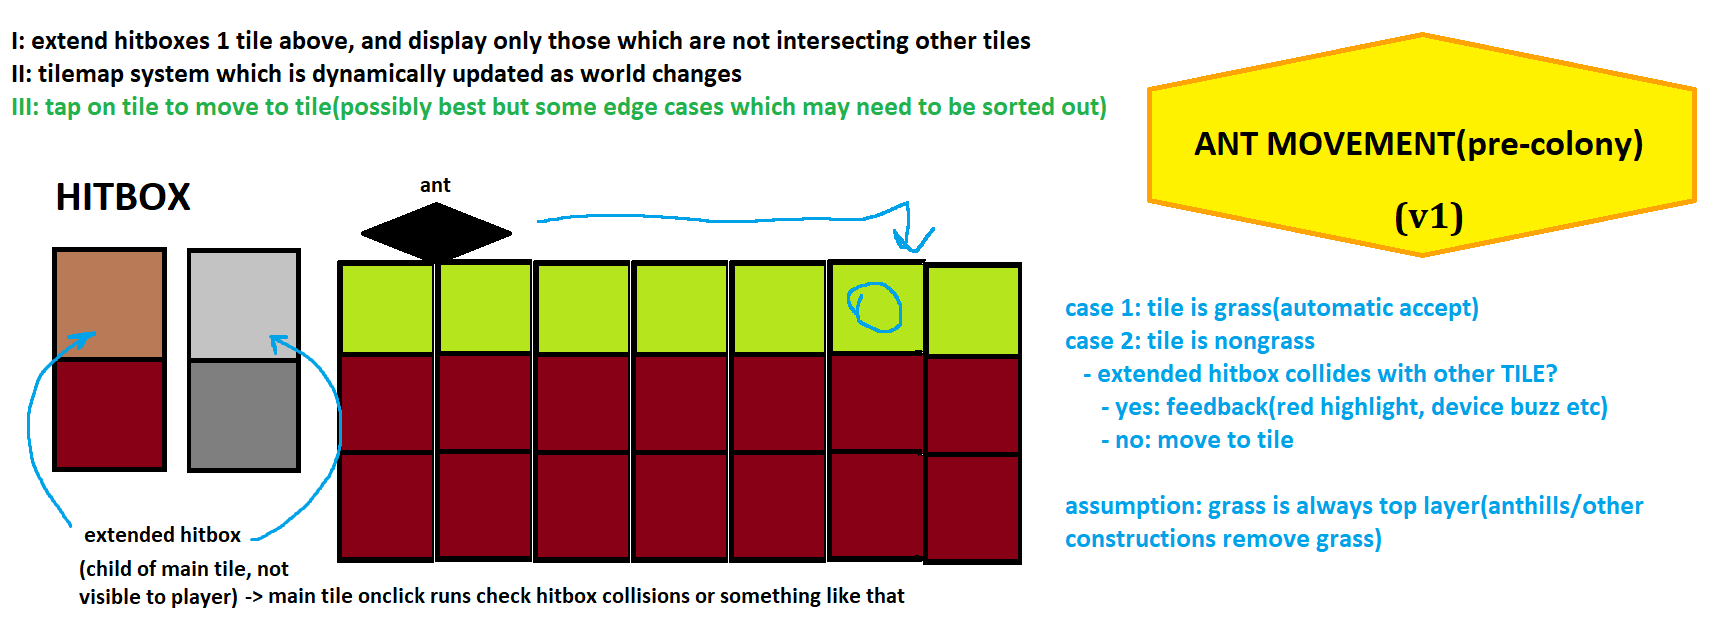 I: extend hitboxes 1 tile above, and display only those which are not intersecting other tiles
II: tilemap system which is dynamically updated as world changes
III: tap on tile to move to tile(possibly best but some edge cases which may need to be sorted out)
ANT MOVEMENT(pre-colony)
(v1)
HITBOX
ant
case 1: tile is grass(automatic accept)
case 2: tile is nongrass
- extended hitbox collides with other TILE?
- yes: feedback(red highlight, device buzz etc)
- no: move to tile
assumption: grass is always top layer(anthills/other
constructions remove grass)
extended hitbox
(child of main tile, not
visible to player) -> main tile onclick runs check hitbox collisions or something like that